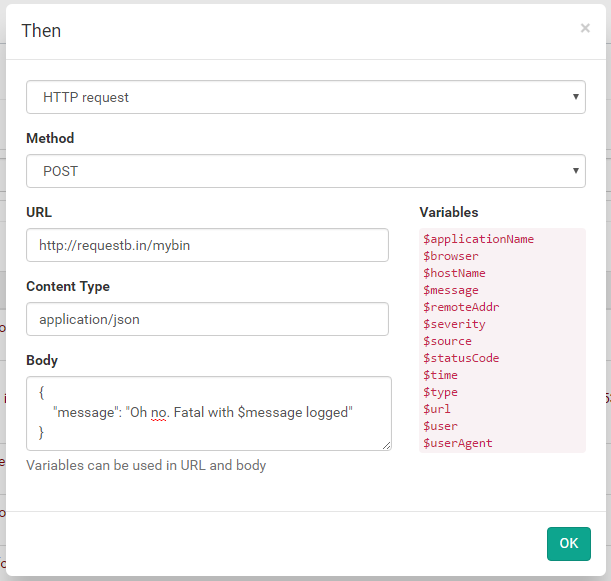 Then
×
HTTP request
Method
POST
URL
http://requestb.in/mybin
Content Type
application/json
Body
{
"message": "Oh no. Fatal with $message logged"
}
Variables can be used in URL and body
Variables
$applicationName
$browser
$hostName
$message
$remoteAddr
$severity
$source
$statusCode
$time
$type
$url
$user
$userAgent
OK